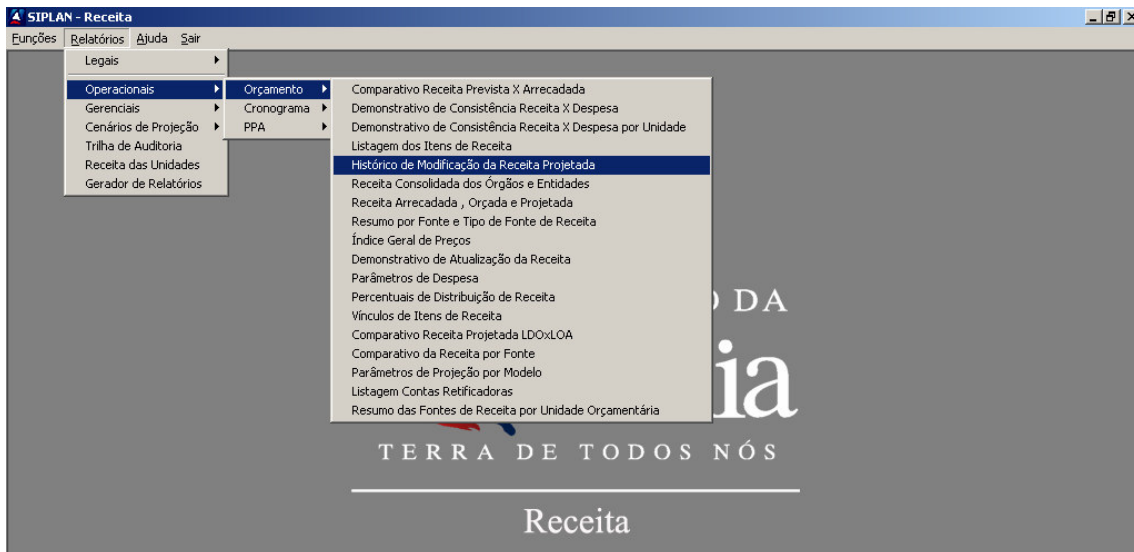 SIPLAN - Receita
Funções Relatórios Ajuda Sair
Legais
Operacionais
Gerenciais
Cenários de Projeção
Trilha de Auditoria
Receita das Unidades
Gerador de Relatórios
Orçamento
Cronograma
PPA
Comparativo Receita Prevista X Arrecadada
Demonstrativo de Consistência Receita X Despesa
Demonstrativo de Consistência Receita X Despesa por Unidade
Listagem dos Itens de Receita
Histórico de Modificação da Receita Projetada
Receita Consolidada dos Órgãos e Entidades
Receita Arrecadada , Orçada e Projetada
Resumo por Fonte e Tipo de Fonte de Receita
Índice Geral de Preços
Demonstrativo de Atualização da Receita
Parâmetros de Despesa
Percentuais de Distribuição de Receita
Vínculos de Itens de Receita
Comparativo Receita Projetada LDOxLOA
Comparativo da Receita por Fonte
Parâmetros de Projeção por Modelo
Listagem Contas Retificadoras
Resumo das Fontes de Receita por Unidade Orçamentária
DA
ia
TERRA DE TODOS NÓS
Receita